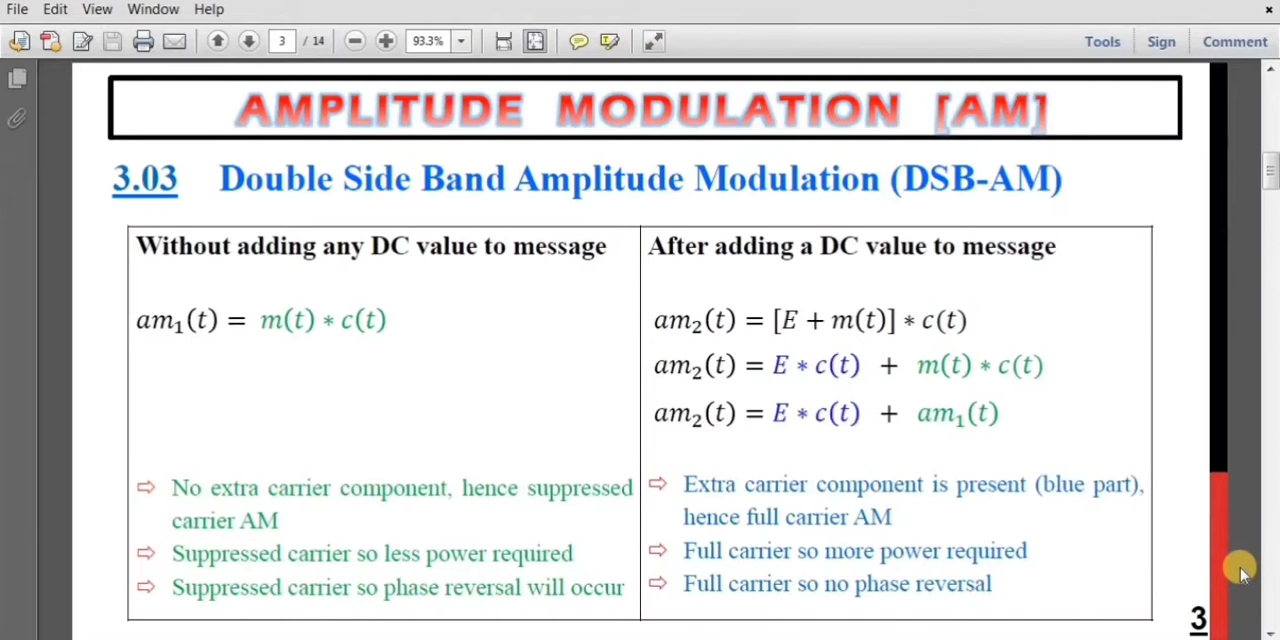 File Edit View Window Help
3 / 14 93.3% Tools Sign Comment
AMPLITUDE MODULATION [AM]
3.03 Double Side Band Amplitude Modulation (DSB-AM)
Without adding any DC value to message
am₁(t) = m(t) ∗ c(t)
⇨ No extra carrier component, hence suppressed
carrier AM
⇨ Suppressed carrier so less power required
⇨ Suppressed carrier so phase reversal will occur
After adding a DC value to message
am₂(t) = [E + m(t)] ∗ c(t)
am₂(t) = E ∗ c(t) + m(t) ∗ c(t)
am₂(t) = E ∗ c(t) + am₁(t)
⇨ Extra carrier component is present (blue part),
hence full carrier AM
⇨ Full carrier so more power required
⇨ Full carrier so no phase reversal
3